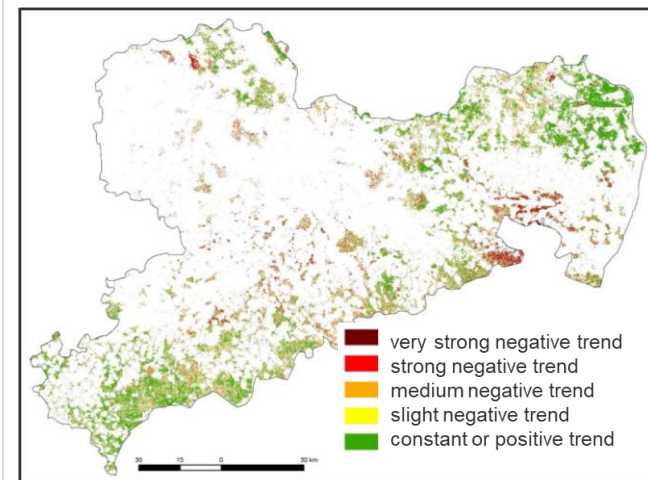 very strong negative trend
strong negative trend
medium negative trend
slight negative trend
constant or positive trend
30 15 0 30 km